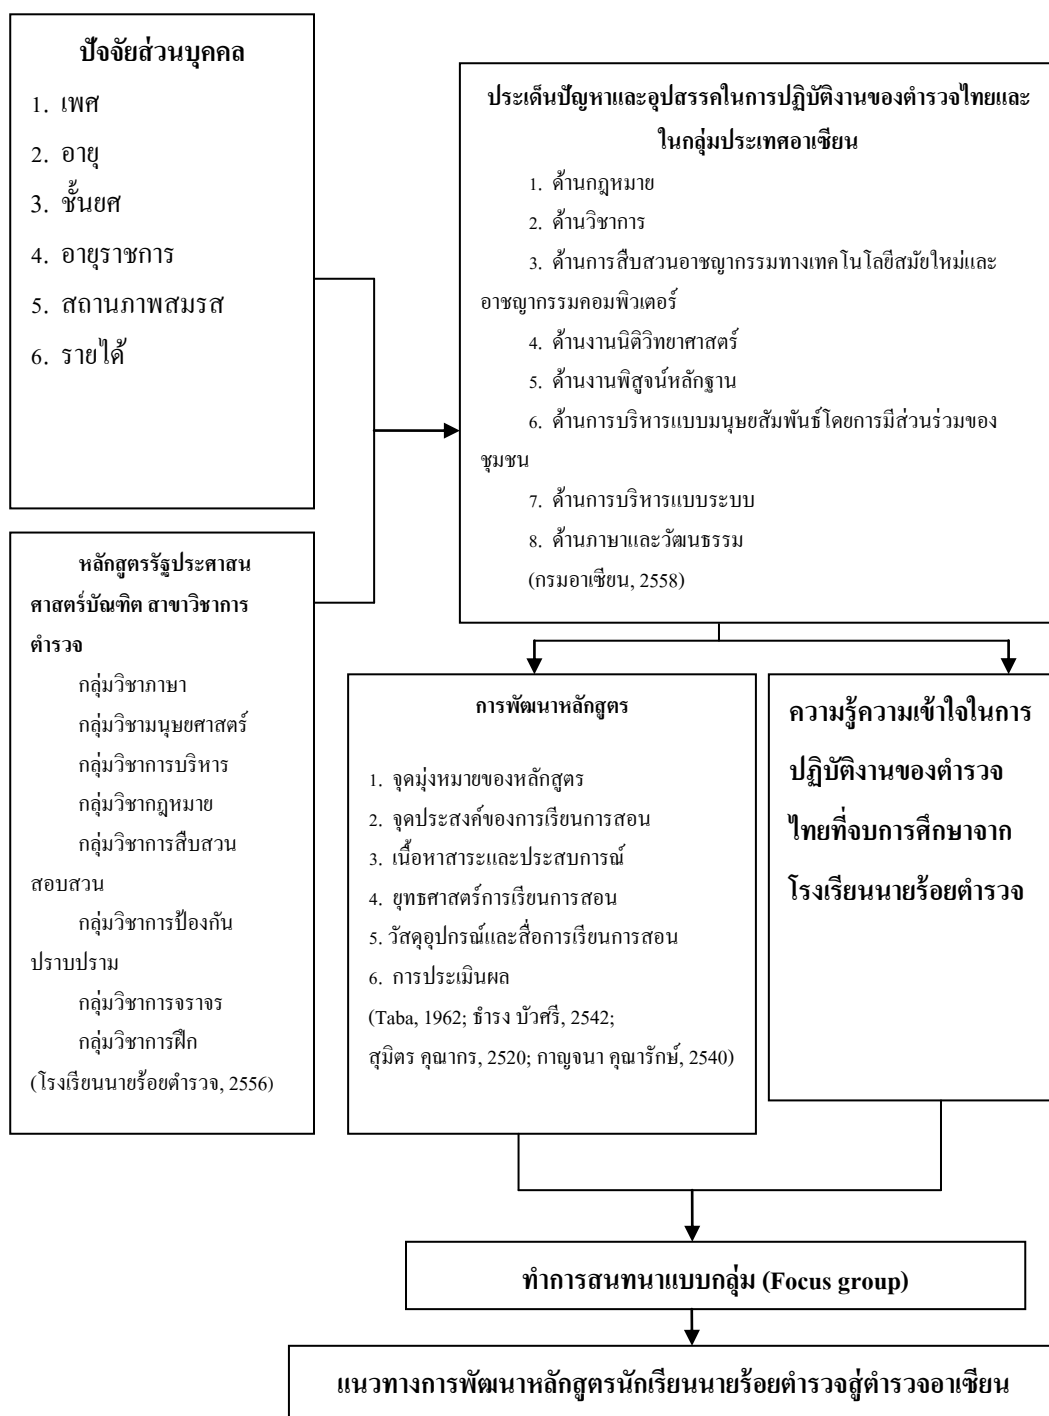 ปัจจัยส่วนบุคคล
1. เพศ
2. อายุ
3. ชั้นยศ
4. อายุราชการ
5. สถานภาพสมรส
6. รายได้
หลักสูตรรัฐประศาสน
ศาสตร์บัณฑิต สาขาวิชาการ
ตำรวจ
กลุ่มวิชาภาษา
กลุ่มวิชามนุษยศาสตร์
กลุ่มวิชาการบริหาร
กลุ่มวิชากฎหมาย
กลุ่มวิชาการสืบสวน
สอบสวน
กลุ่มวิชาการป้องกัน
ปราบปราม
กลุ่มวิชาการจราจร
กลุ่มวิชาการฝึก
(โรงเรียนนายร้อยตำรวจ, 2556)
ประเด็นปัญหาและอุปสรรคในการปฏิบัติงานของตำรวจไทยและ
ในกลุ่มประเทศอาเซียน
1. ด้านกฎหมาย
2. ด้านวิชาการ
3. ด้านการสืบสวนอาชญากรรมทางเทคโนโลยีสมัยใหม่และ
อาชญากรรมคอมพิวเตอร์
4. ด้านงานนิติวิทยาศาสตร์
5. ด้านงานพิสูจน์หลักฐาน
6. ด้านการบริหารแบบมนุษยสัมพันธ์โดยการมีส่วนร่วมของ
ชุมชน
7. ด้านการบริหารแบบระบบ
8. ด้านภาษาและวัฒนธรรม
(กรมอาเซียน, 2558)
การพัฒนาหลักสูตร
1. จุดมุ่งหมายของหลักสูตร
2. จุดประสงค์ของการเรียนการสอน
3. เนื้อหาสาระและประสบการณ์
4. ยุทธศาสตร์การเรียนการสอน
5. วัสดุอุปกรณ์และสื่อการเรียนการสอน
6. การประเมินผล
(Taba, 1962; ธำรง บัวศรี, 2542;
สุมิตร คุณากร, 2520; กาญจนา คุณารักษ์, 2540)
ความรู้ความเข้าใจในการ
ปฏิบัติงานของตำรวจ
ไทยที่จบการศึกษาจาก
โรงเรียนนายร้อยตำรวจ
ทำการสนทนาแบบกลุ่ม (Focus group)
แนวทางการพัฒนาหลักสูตรนักเรียนนายร้อยตำรวจสู่ตำรวจอาเซียน